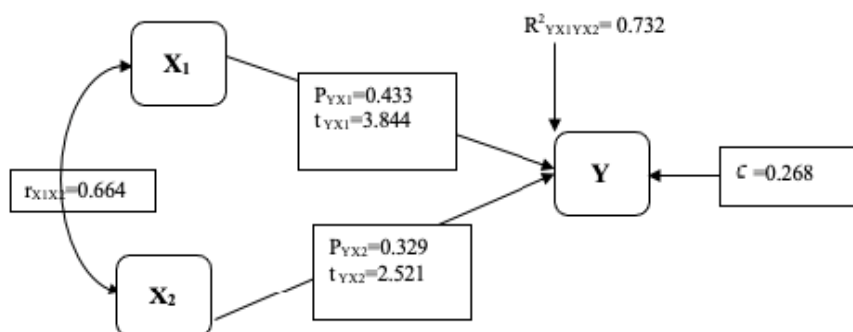 R²YX1YX2= 0.732
X₁
PYX1=0.433
tYX1=3.844
Y
ϵ =0.268
rX1X2=0.664
PYX2=0.329
tYX2=2.521
X₂